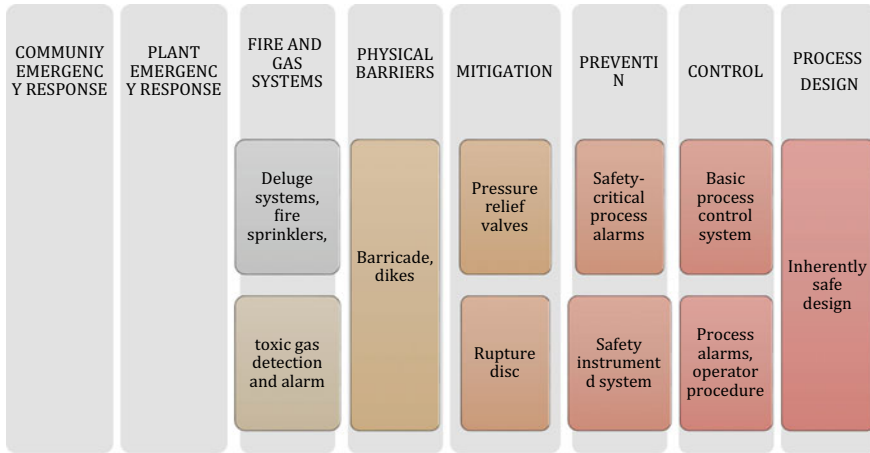 COMMUNIY
EMERGENC
Y RESPONSE
PLANT
EMERGENC
Y RESPONSE
FIRE AND
GAS
SYSTEMS
PHYSICAL
BARRIERS
MITIGATION
PREVENTI
N
CONTROL
PROCESS
DESIGN
Deluge
systems,
fire
sprinklers,
toxic gas
detection
and alarm
Barricade,
dikes
Pressure
relief
valves
Rupture
disc
Safety-
critical
process
alarms
Safety
instrument
d system
Basic
process
control
system
Process
alarms,
operator
procedure
Inherently
safe
design